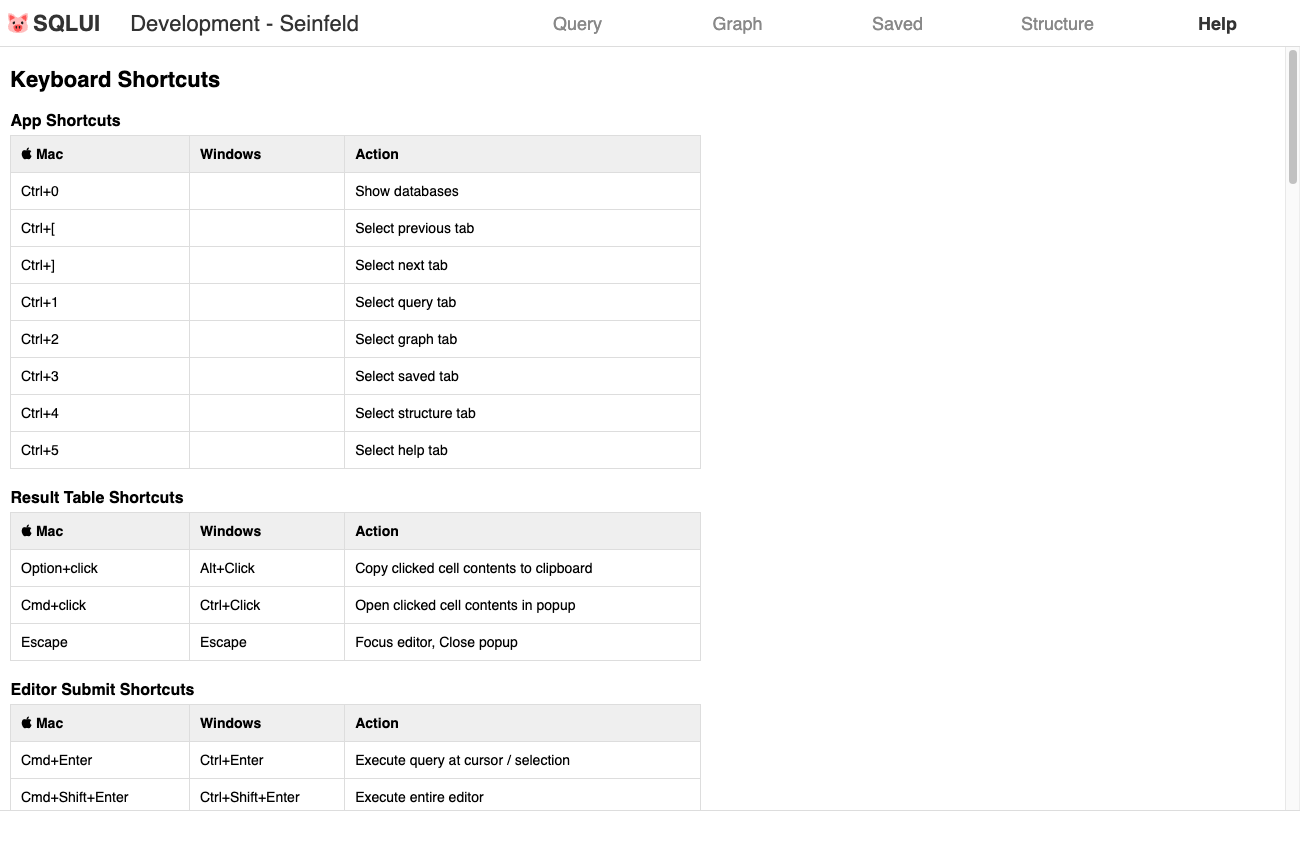 SQLUI Development - Seinfeld Query Graph Saved Structure Help
Keyboard Shortcuts
App Shortcuts
Mac Windows Action
Ctrl+0 Show databases
Ctrl+[ Select previous tab
Ctrl+] Select next tab
Ctrl+1 Select query tab
Ctrl+2 Select graph tab
Ctrl+3 Select saved tab
Ctrl+4 Select structure tab
Ctrl+5 Select help tab
Result Table Shortcuts
Mac Windows Action
Option+click Alt+Click Copy clicked cell contents to clipboard
Cmd+click Ctrl+Click Open clicked cell contents in popup
Escape Escape Focus editor, Close popup
Editor Submit Shortcuts
Mac Windows Action
Cmd+Enter Ctrl+Enter Execute query at cursor / selection
Cmd+Shift+Enter Ctrl+Shift+Enter Execute entire editor